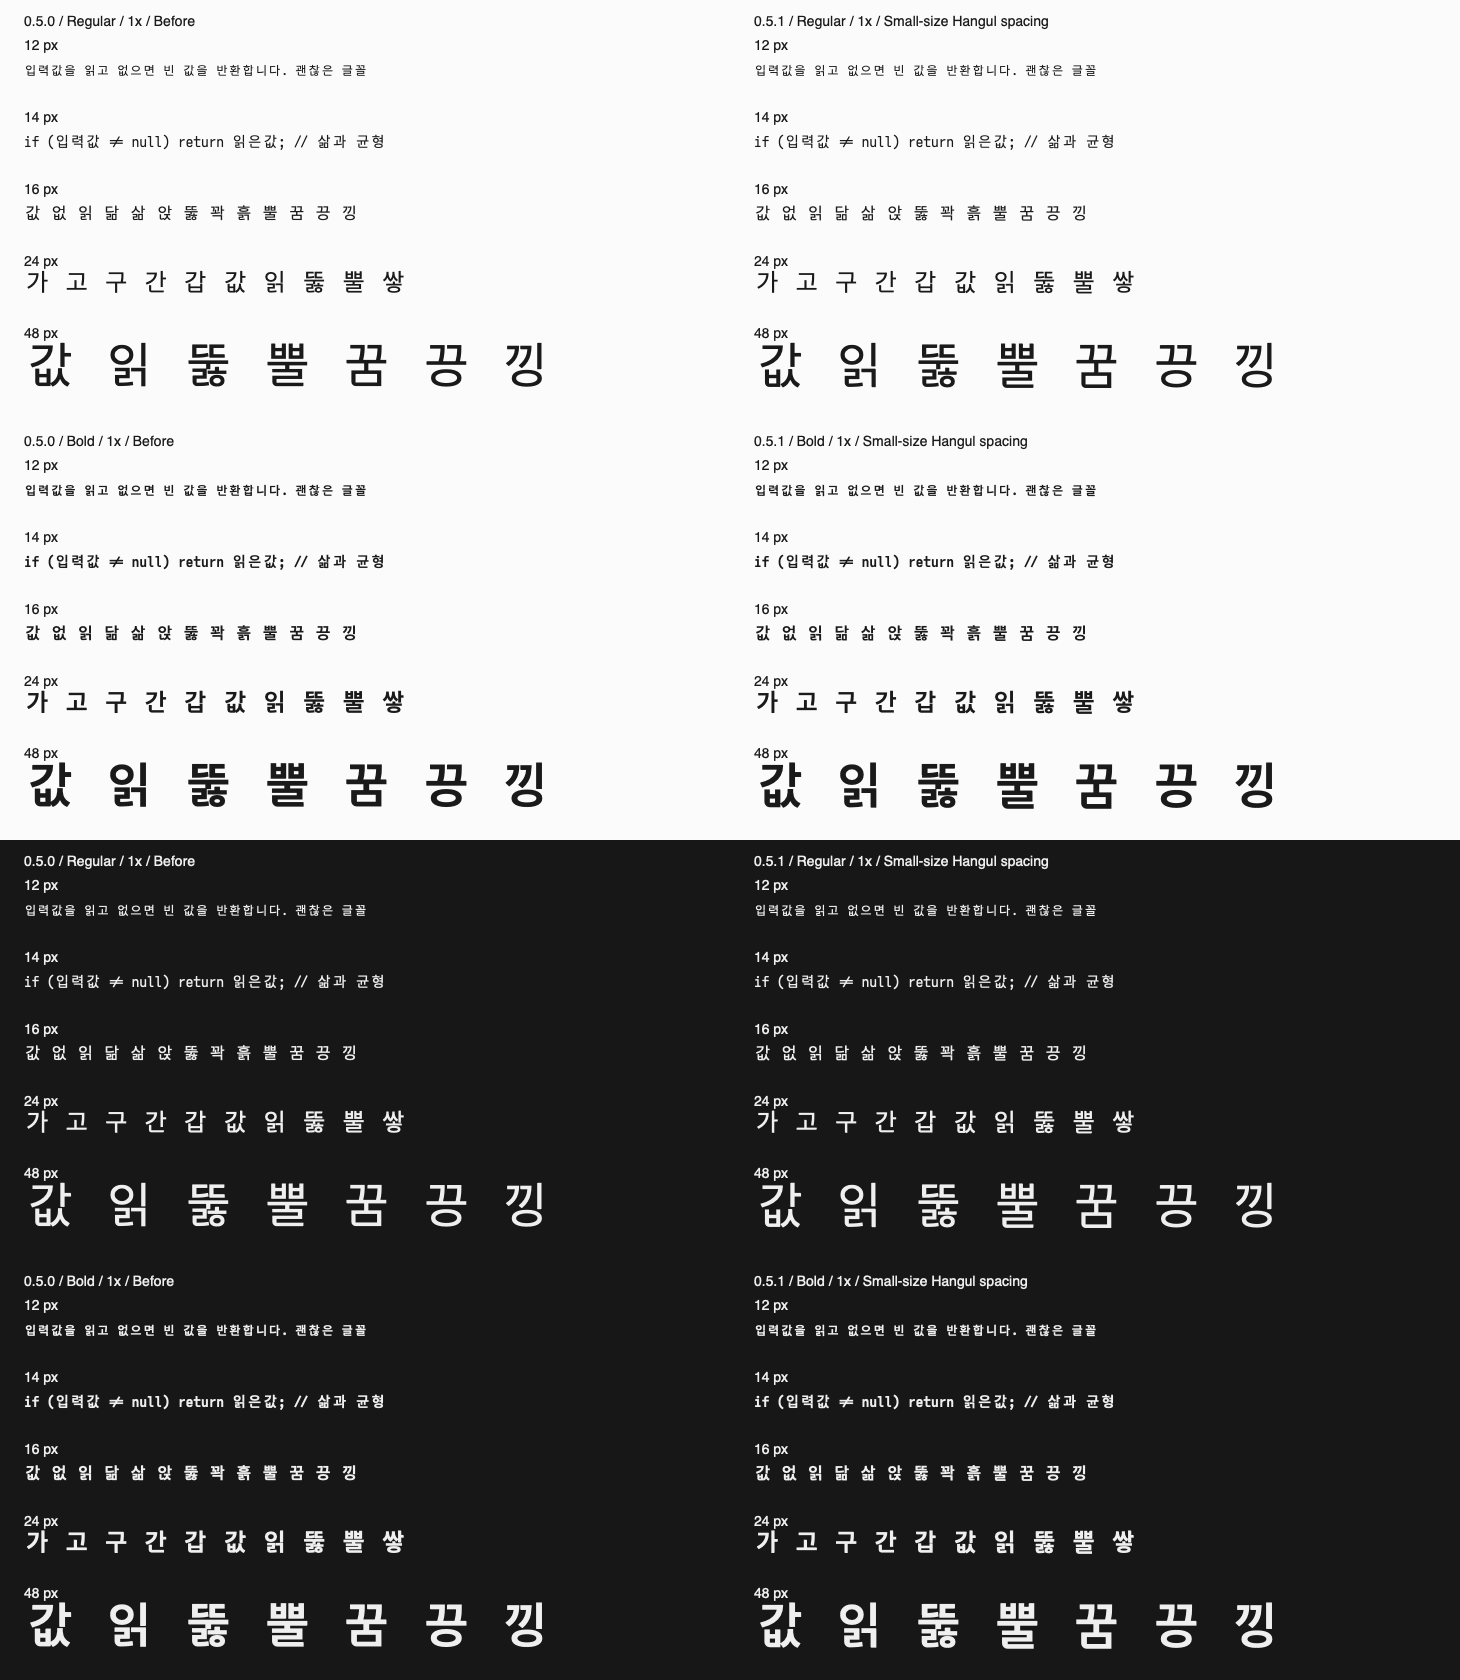 0.5.0 / Regular / 1x / Before
12 px
입력값을 읽고 없으면 빈 값을 반환합니다. 괜찮은 글꼴
14 px
if (입력값 ≠ null) return 읽은값; // 삶과 균형
16 px
값 없 읽 닮 삶 앉 뚫 꽉 흙 뿔 꿈 끙 낑
24 px
가 고 구 간 갑 값 읽 뚫 뿔 쌓
48 px
값 읽 뚫 뿔 꿈 끙 낑
0.5.1 / Regular / 1x / Small-size Hangul spacing
12 px
입력값을 읽고 없으면 빈 값을 반환합니다. 괜찮은 글꼴
14 px
if (입력값 ≠ null) return 읽은값; // 삶과 균형
16 px
값 없 읽 닮 삶 앉 뚫 꽉 흙 뿔 꿈 끙 낑
24 px
가 고 구 간 갑 값 읽 뚫 뿔 쌓
48 px
값 읽 뚫 뿔 꿈 끙 낑
0.5.0 / Bold / 1x / Before
12 px
입력값을 읽고 없으면 빈 값을 반환합니다. 괜찮은 글꼴
14 px
if (입력값 ≠ null) return 읽은값; // 삶과 균형
16 px
값 없 읽 닮 삶 앉 뚫 꽉 흙 뿔 꿈 끙 낑
24 px
가 고 구 간 갑 값 읽 뚫 뿔 쌓
48 px
값 읽 뚫 뿔 꿈 끙 낑
0.5.1 / Bold / 1x / Small-size Hangul spacing
12 px
입력값을 읽고 없으면 빈 값을 반환합니다. 괜찮은 글꼴
14 px
if (입력값 ≠ null) return 읽은값; // 삶과 균형
16 px
값 없 읽 닮 삶 앉 뚫 꽉 흙 뿔 꿈 끙 낑
24 px
가 고 구 간 갑 값 읽 뚫 뿔 쌓
48 px
값 읽 뚫 뿔 꿈 끙 낑
0.5.0 / Regular / 1x / Before
12 px
입력값을 읽고 없으면 빈 값을 반환합니다. 괜찮은 글꼴
14 px
if (입력값 ≠ null) return 읽은값; // 삶과 균형
16 px
값 없 읽 닮 삶 앉 뚫 꽉 흙 뿔 꿈 끙 낑
24 px
가 고 구 간 갑 값 읽 뚫 뿔 쌓
48 px
값 읽 뚫 뿔 꿈 끙 낑
0.5.1 / Regular / 1x / Small-size Hangul spacing
12 px
입력값을 읽고 없으면 빈 값을 반환합니다. 괜찮은 글꼴
14 px
if (입력값 ≠ null) return 읽은값; // 삶과 균형
16 px
값 없 읽 닮 삶 앉 뚫 꽉 흙 뿔 꿈 끙 낑
24 px
가 고 구 간 갑 값 읽 뚫 뿔 쌓
48 px
값 읽 뚫 뿔 꿈 끙 낑
0.5.0 / Bold / 1x / Before
12 px
입력값을 읽고 없으면 빈 값을 반환합니다. 괜찮은 글꼴
14 px
if (입력값 ≠ null) return 읽은값; // 삶과 균형
16 px
값 없 읽 닮 삶 앉 뚫 꽉 흙 뿔 꿈 끙 낑
24 px
가 고 구 간 갑 값 읽 뚫 뿔 쌓
48 px
값 읽 뚫 뿔 꿈 끙 낑
0.5.1 / Bold / 1x / Small-size Hangul spacing
12 px
입력값을 읽고 없으면 빈 값을 반환합니다. 괜찮은 글꼴
14 px
if (입력값 ≠ null) return 읽은값; // 삶과 균형
16 px
값 없 읽 닮 삶 앉 뚫 꽉 흙 뿔 꿈 끙 낑
24 px
가 고 구 간 갑 값 읽 뚫 뿔 쌓
48 px
값 읽 뚫 뿔 꿈 끙 낑